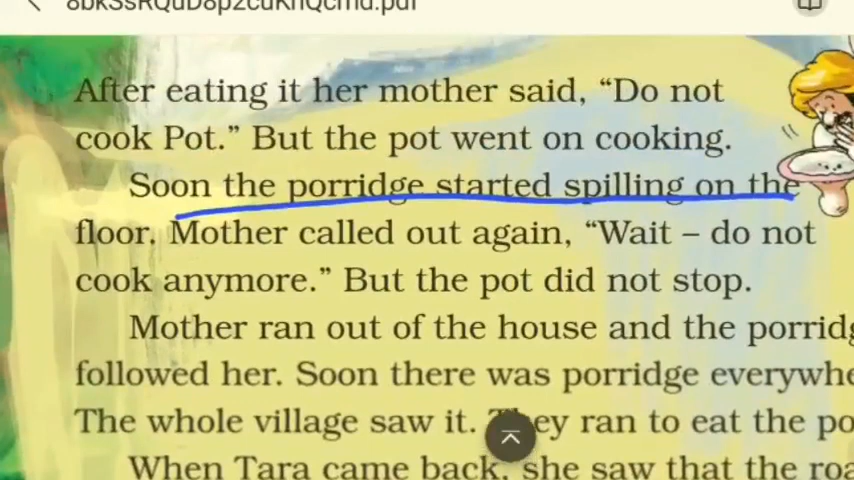 After eating it her mother said, “Do not
cook Pot.” But the pot went on cooking.
Soon the porridge started spilling on the
floor. Mother called out again, “Wait – do not
cook anymore.” But the pot did not stop.
Mother ran out of the house and the porridg
followed her. Soon there was porridge everywhe
The whole village saw it. They ran to eat the po
When Tara came back, she saw that the roa